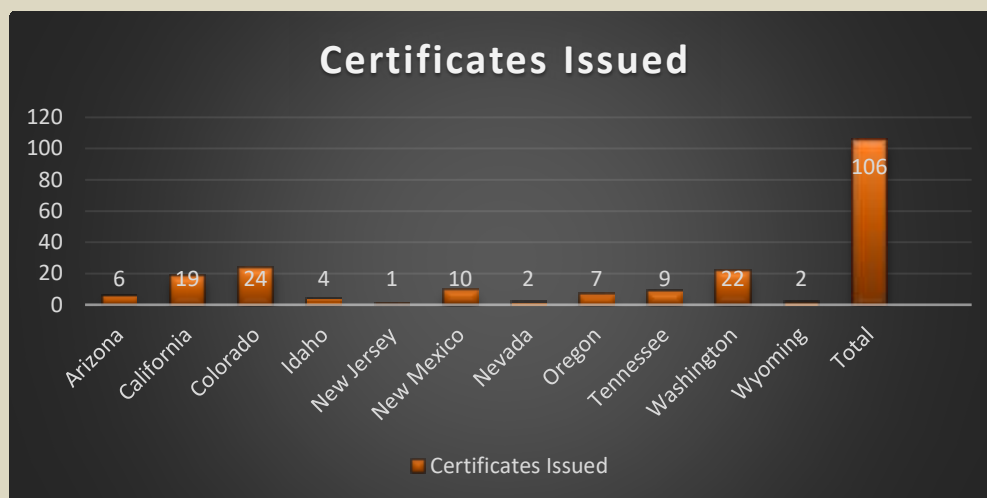 Certificates Issued
120
100
80
60
40
20
0
6 19 24 4 1 10 2 7 9 22 2 106
Arizona California Colorado Idaho New Jersey New Mexico Nevada Oregon Tennessee Washington Wyoming Total
Certificates Issued